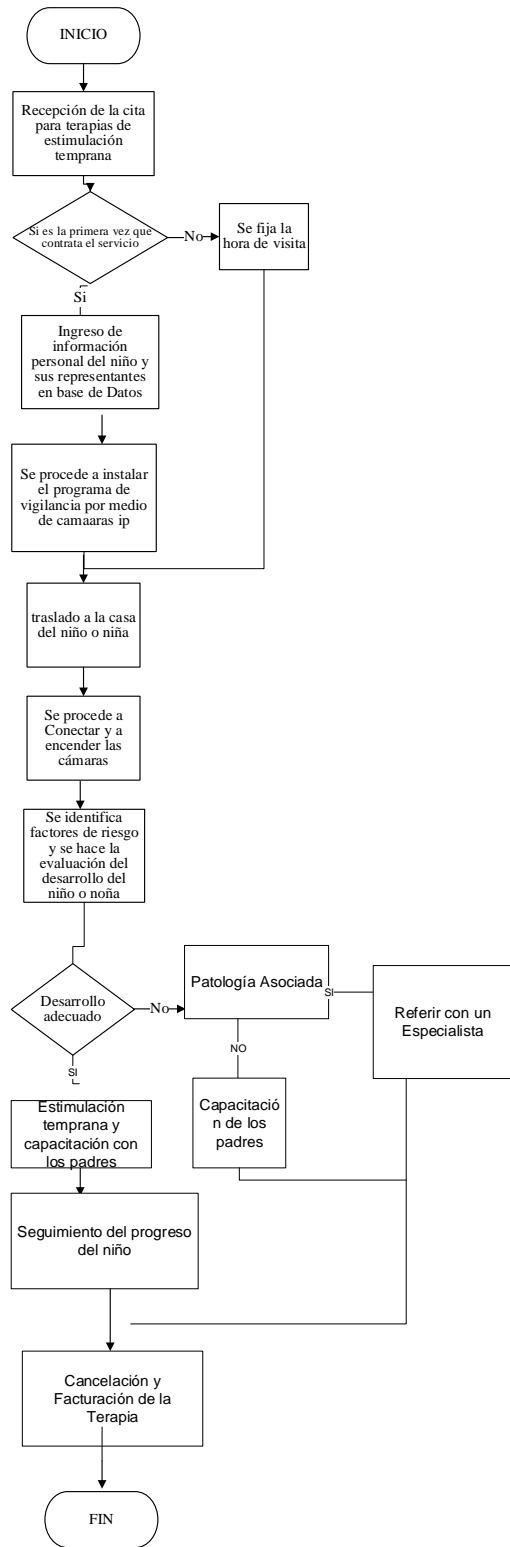 INICIO
Recepción de la cita
para terapias de
estimulación
temprana
Si es la primera vez que
contrata el servicio
No
Se fija la
hora de visita
Si
Ingreso de
información
personal del niño y
sus representantes
en base de Datos
Se procede a instalar
el programa de
vigilancia por medio
de camaaras ip
traslado a la casa
del niño o niña
Se procede a
Conectar y a
encender las
cámaras
Se identifica
factores de riesgo
y se hace la
evaluación del
desarrollo del
niño o noña
Desarrollo
adecuado
No
Patología Asociada
SI
Referir con un
Especialista
NO
Capacitació
n de los
padres
SI
Estimulación
temprana y
capacitación con
los padres
Seguimiento del progreso
del niño
Cancelación y
Facturación de la
Terapia
FIN